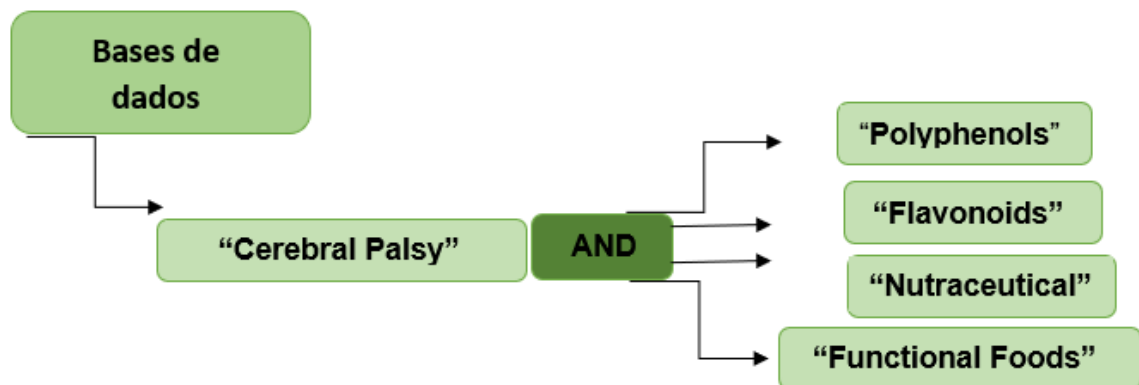 Bases de
dados
“Polyphenols”
“Cerebral Palsy”
AND
“Flavonoids”
“Nutraceutical”
“Functional Foods”